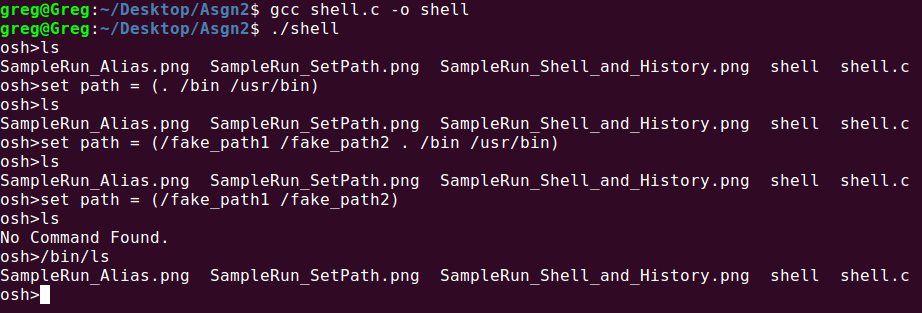 greg@Greg:~/Desktop/Asgn2$ gcc shell.c -o shell
greg@Greg:~/Desktop/Asgn2$ ./shell
osh>ls
SampleRun_Alias.png  SampleRun_SetPath.png  SampleRun_Shell_and_History.png  shell  shell.c
osh>set path = (. /bin /usr/bin)
osh>ls
SampleRun_Alias.png  SampleRun_SetPath.png  SampleRun_Shell_and_History.png  shell  shell.c
osh>set path = (/fake_path1 /fake_path2 . /bin /usr/bin)
osh>ls
SampleRun_Alias.png  SampleRun_SetPath.png  SampleRun_Shell_and_History.png  shell  shell.c
osh>set path = (/fake_path1 /fake_path2)
osh>ls
No Command Found.
osh>/bin/ls
SampleRun_Alias.png  SampleRun_SetPath.png  SampleRun_Shell_and_History.png  shell  shell.c
osh>